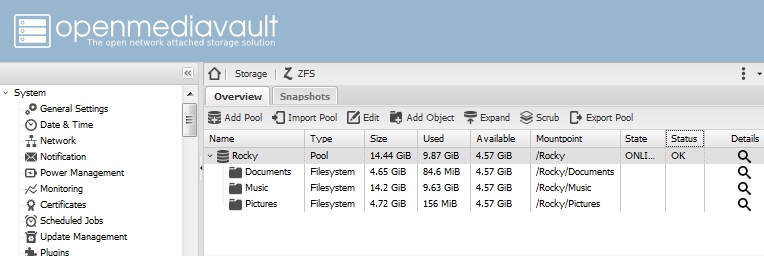 openmediavault
The open network attached storage solution
Storage ZFS
System
Overview Snapshots
General Settings
Date & Time
Network
Notification
Power Management
Monitoring
Certificates
Scheduled Jobs
Update Management
Plugins
Add Pool Import Pool Edit Add Object Expand Scrub Export Pool
Name Type Size Used Available Mountpoint State Status Details
Rocky Pool 14.44 GiB 9.87 GiB 4.57 GiB /Rocky ONLI... OK
Documents Filesystem 4.65 GiB 84.6 MiB 4.57 GiB /Rocky/Documents
Music Filesystem 14.2 GiB 9.63 GiB 4.57 GiB /Rocky/Music
Pictures Filesystem 4.72 GiB 156 MiB 4.57 GiB /Rocky/Pictures